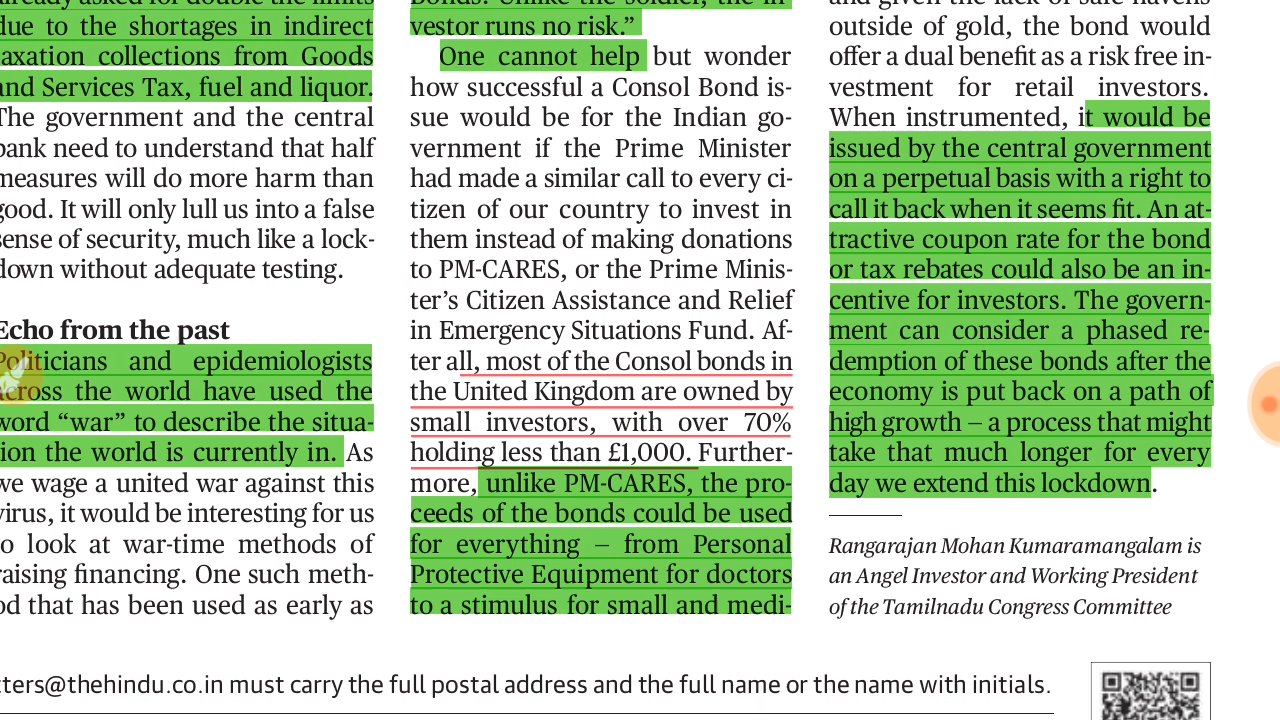 already asked for double the limits
due to the shortages in indirect
taxation collections from Goods
and Services Tax, fuel and liquor.
The government and the central
bank need to understand that half
measures will do more harm than
good. It will only lull us into a false
sense of security, much like a lock-
down without adequate testing.
Echo from the past
Politicians and epidemiologists
across the world have used the
word “war” to describe the situa-
tion the world is currently in. As
we wage a united war against this
virus, it would be interesting for us
to look at war-time methods of
raising financing. One such meth-
od that has been used as early as
Bonds. Unlike the soldier, the in-
vestor runs no risk.”
One cannot help but wonder
how successful a Consol Bond is-
sue would be for the Indian go-
vernment if the Prime Minister
had made a similar call to every ci-
tizen of our country to invest in
them instead of making donations
to PM-CARES, or the Prime Minis-
ter’s Citizen Assistance and Relief
in Emergency Situations Fund. Af-
ter all, most of the Consol bonds in
the United Kingdom are owned by
small investors, with over 70%
holding less than £1,000. Further-
more, unlike PM-CARES, the pro-
ceeds of the bonds could be used
for everything — from Personal
Protective Equipment for doctors
to a stimulus for small and medi-
and given the lack of safe havens
outside of gold, the bond would
offer a dual benefit as a risk free in-
vestment for retail investors.
When instrumented, it would be
issued by the central government
on a perpetual basis with a right to
call it back when it seems fit. An at-
tractive coupon rate for the bond
or tax rebates could also be an in-
centive for investors. The govern-
ment can consider a phased re-
demption of these bonds after the
economy is put back on a path of
high growth — a process that might
take that much longer for every
day we extend this lockdown.
Rangarajan Mohan Kumaramangalam is
an Angel Investor and Working President
of the Tamilnadu Congress Committee
tters@thehindu.co.in must carry the full postal address and the full name or the name with initials.